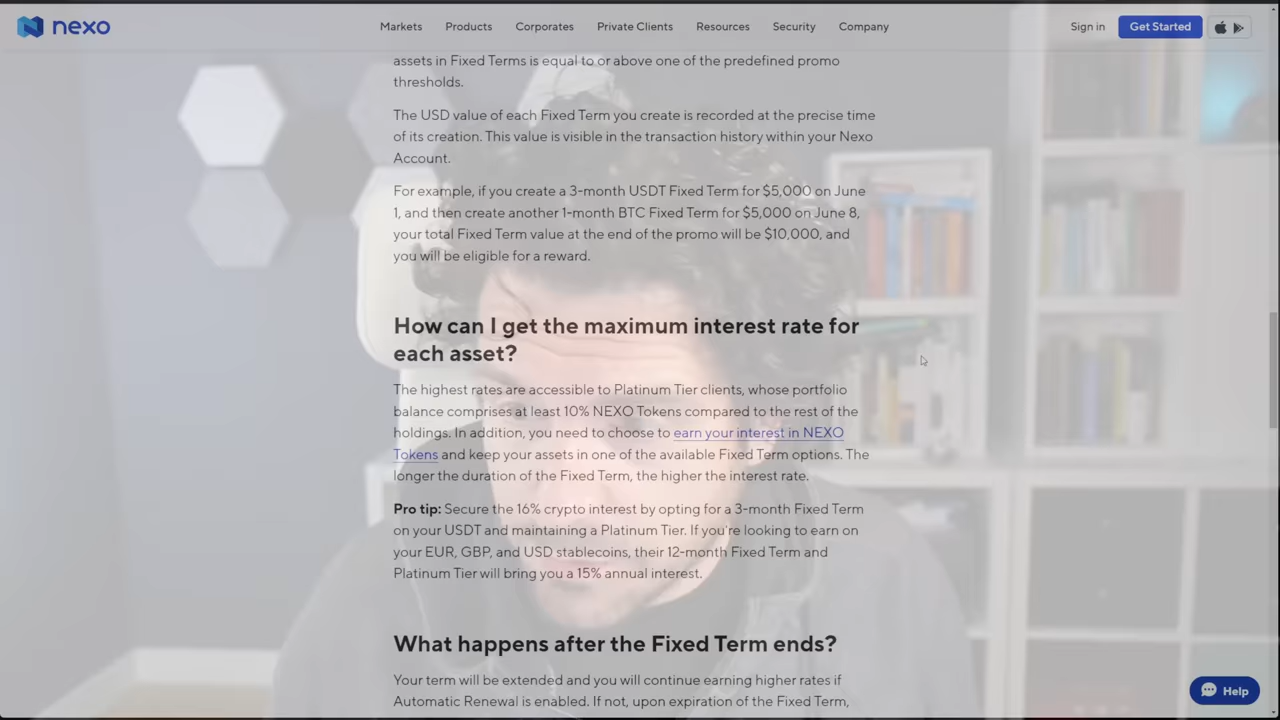 nexo
Markets Products Corporates Private Clients Resources Security Company
Sign in Get Started
assets in Fixed Terms is equal to or above one of the predefined promo
thresholds.
The USD value of each Fixed Term you create is recorded at the precise time
of its creation. This value is visible in the transaction history within your Nexo
Account.
For example, if you create a 3-month USDT Fixed Term for $5,000 on June
1, and then create another 1-month BTC Fixed Term for $5,000 on June 8,
your total Fixed Term value at the end of the promo will be $10,000, and
you will be eligible for a reward.
How can I get the maximum interest rate for
each asset?
The highest rates are accessible to Platinum Tier clients, whose portfolio
balance comprises at least 10% NEXO Tokens compared to the rest of the
holdings. In addition, you need to choose to earn your interest in NEXO
Tokens and keep your assets in one of the available Fixed Term options. The
longer the duration of the Fixed Term, the higher the interest rate.
Pro tip: Secure the 16% crypto interest by opting for a 3-month Fixed Term
on your USDT and maintaining a Platinum Tier. If you're looking to earn on
your EUR, GBP, and USD stablecoins, their 12-month Fixed Term and
Platinum Tier will bring you a 15% annual interest.
What happens after the Fixed Term ends?
Your term will be extended and you will continue earning higher rates if
Automatic Renewal is enabled. If not, upon expiration of the Fixed Term,
Help